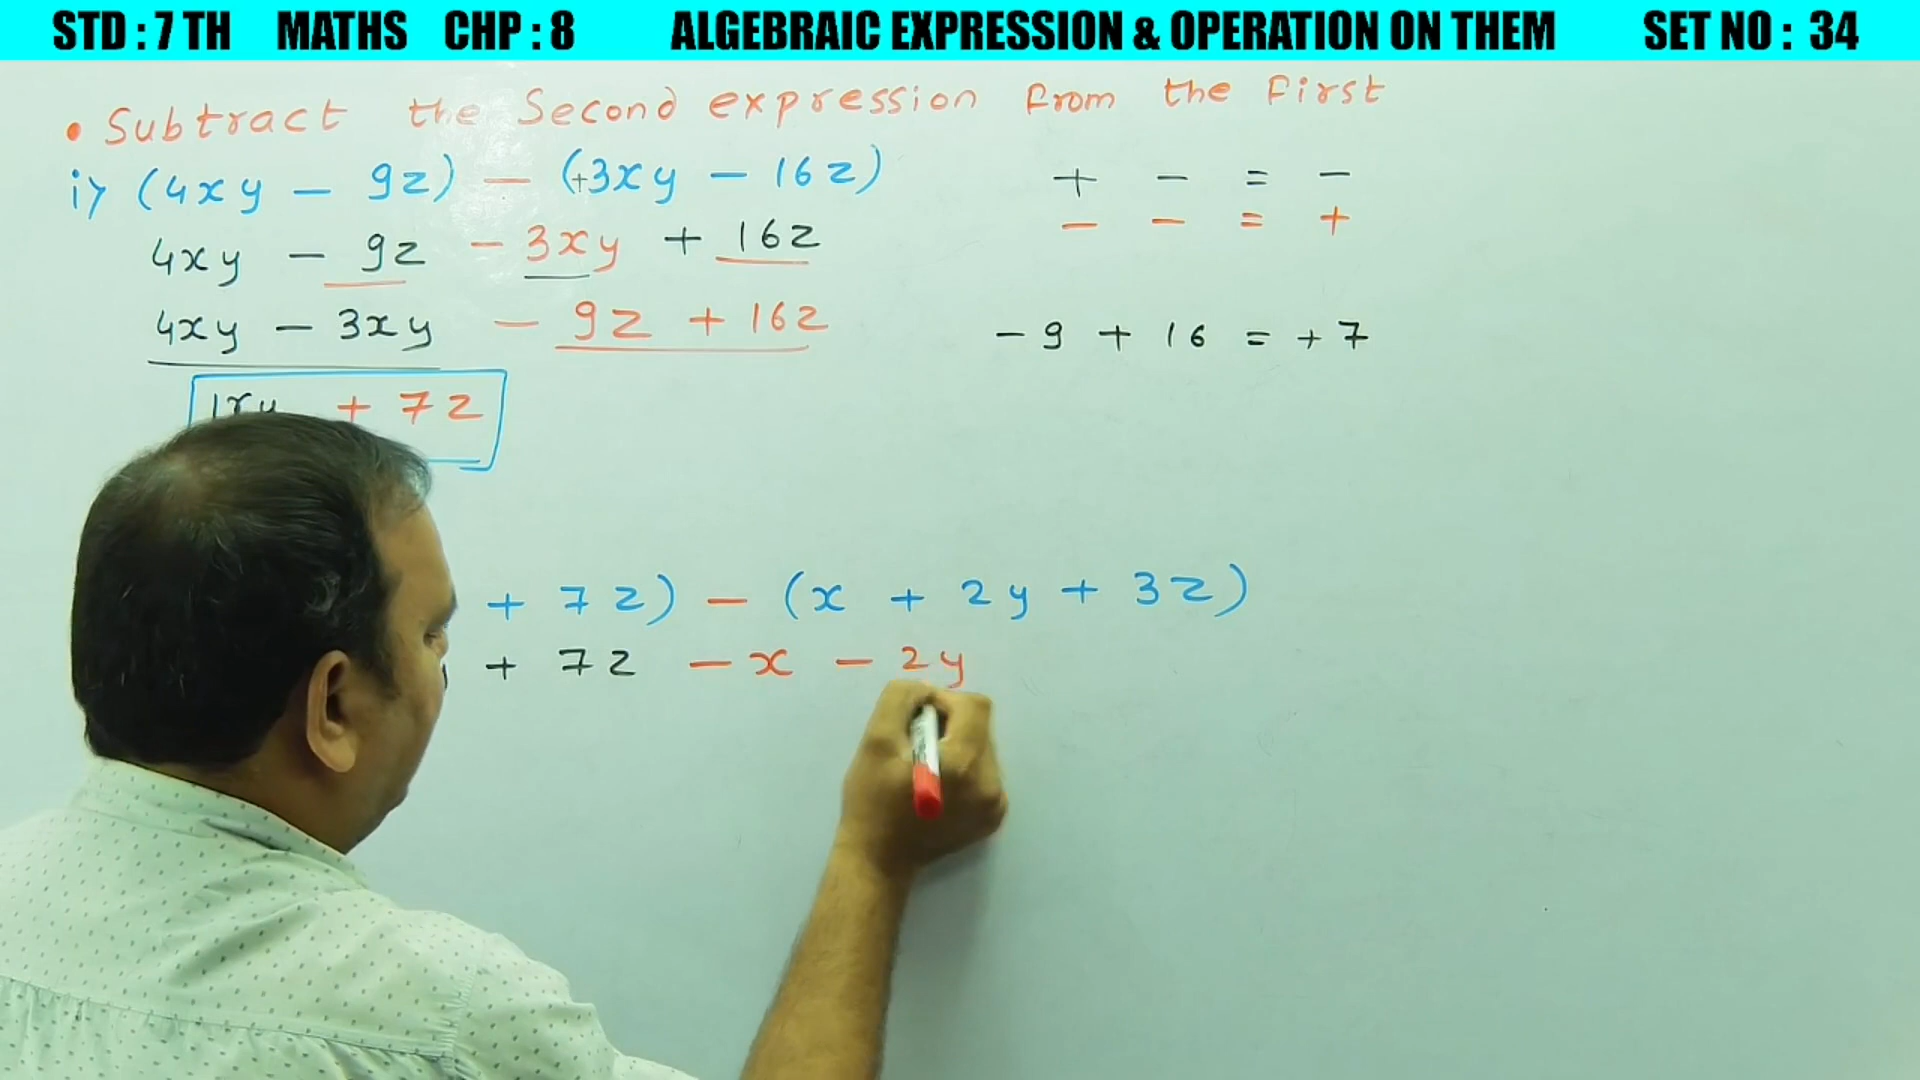 STD : 7 TH MATHS CHP : 8 ALGEBRAIC EXPRESSION & OPERATION ON THEM SET NO : 34
• Subtract the Second expression from the First
i) (4xy - 9z) - (+3xy - 16z)
+ - = -
- - = +
4xy - 9z - 3xy + 16z
4xy - 3xy - 9z + 16z
-9 + 16 = +7
1xy + 7z
+ 7z) - (x + 2y + 3z)
+ 7z - x - 2y